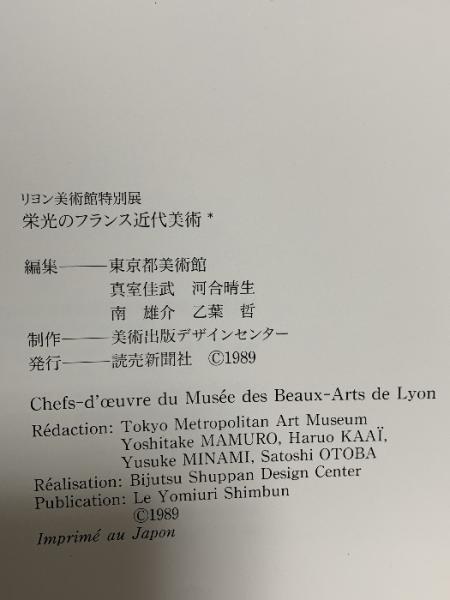 リヨン美術館特別展
栄光のフランス近代美術*
編集――東京都美術館
真室佳武 河合晴生
南 雄介 乙葉 哲
制作――美術出版デザインセンター
発行――読売新聞社 ©1989
Chefs-d'œuvre du Musée des Beaux-Arts de Lyon
Rédaction: Tokyo Metropolitan Art Museum
Yoshitake MAMURO, Haruo KAAÏ,
Yusuke MINAMI, Satoshi OTOBA
Réalisation: Bijutsu Shuppan Design Center
Publication: Le Yomiuri Shimbun
©1989
Imprimé au Japon